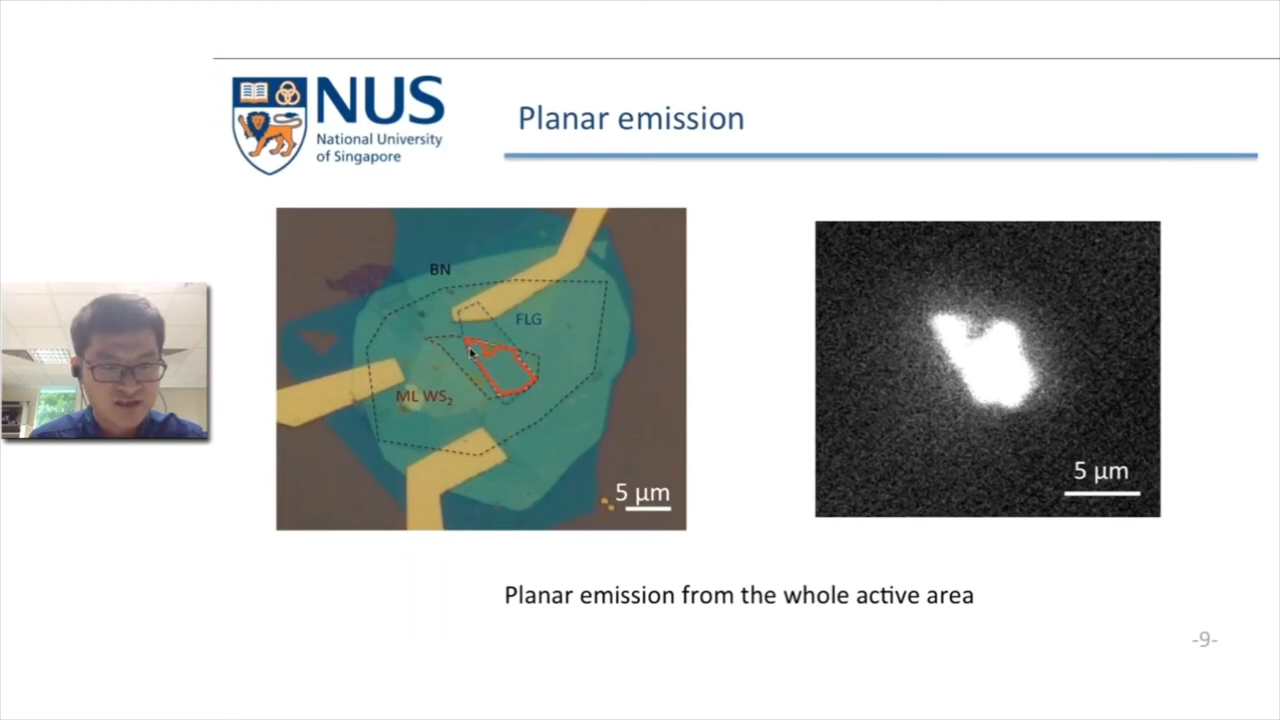 NUS
National University
of Singapore
Planar emission
BN
FLG
ML WS₂
5 μm
5 μm
Planar emission from the whole active area
-9-